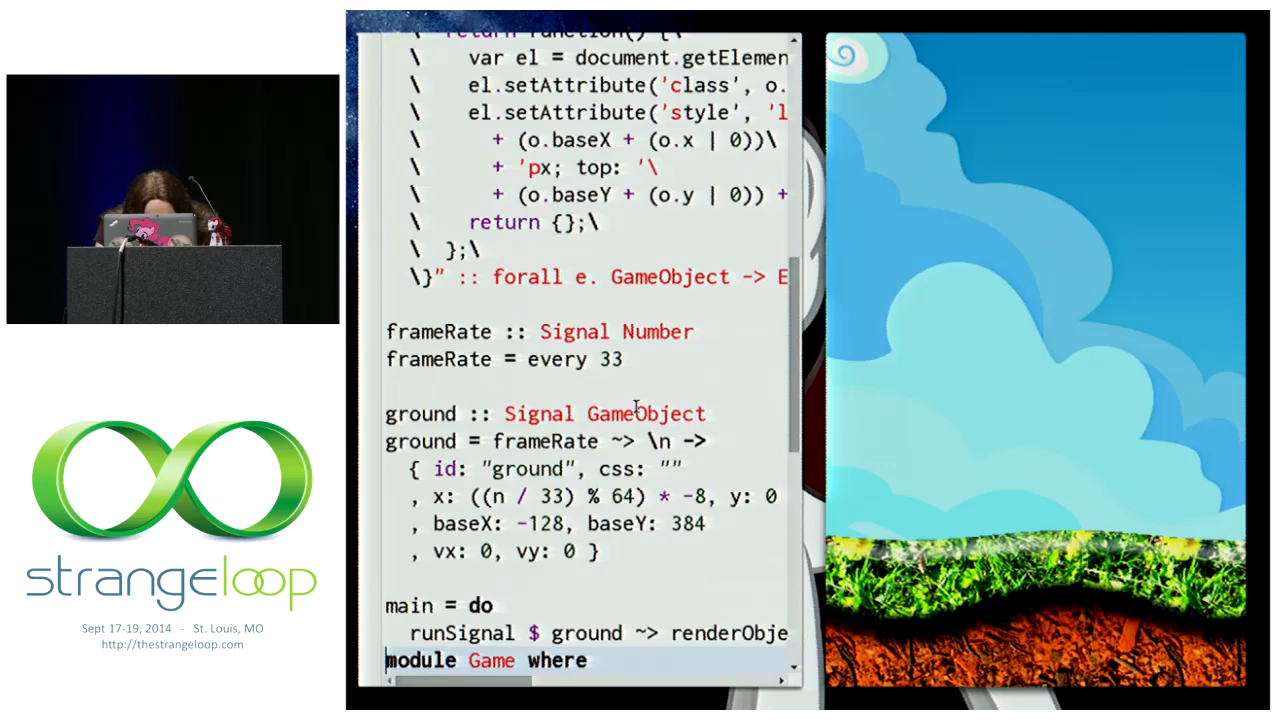 \  return function() {\
\    var el = document.getElemen
\    el.setAttribute('class', o.
\    el.setAttribute('style', 'l
\      + (o.baseX + (o.x | 0))\
\      + 'px; top: '\
\      + (o.baseY + (o.y | 0)) +
\    return {};\
\  };\
\}" :: forall e. GameObject -> E
frameRate :: Signal Number
frameRate = every 33
ground :: Signal GameObject
ground = frameRate ~> \n ->
{ id: "ground", css: ""
, x: ((n / 33) % 64) * -8, y: 0
, baseX: -128, baseY: 384
, vx: 0, vy: 0 }
main = do
runSignal $ ground ~> renderObje
module Game where
strangeloop
Sept 17-19, 2014 - St. Louis, MO
http://thestrangeloop.com